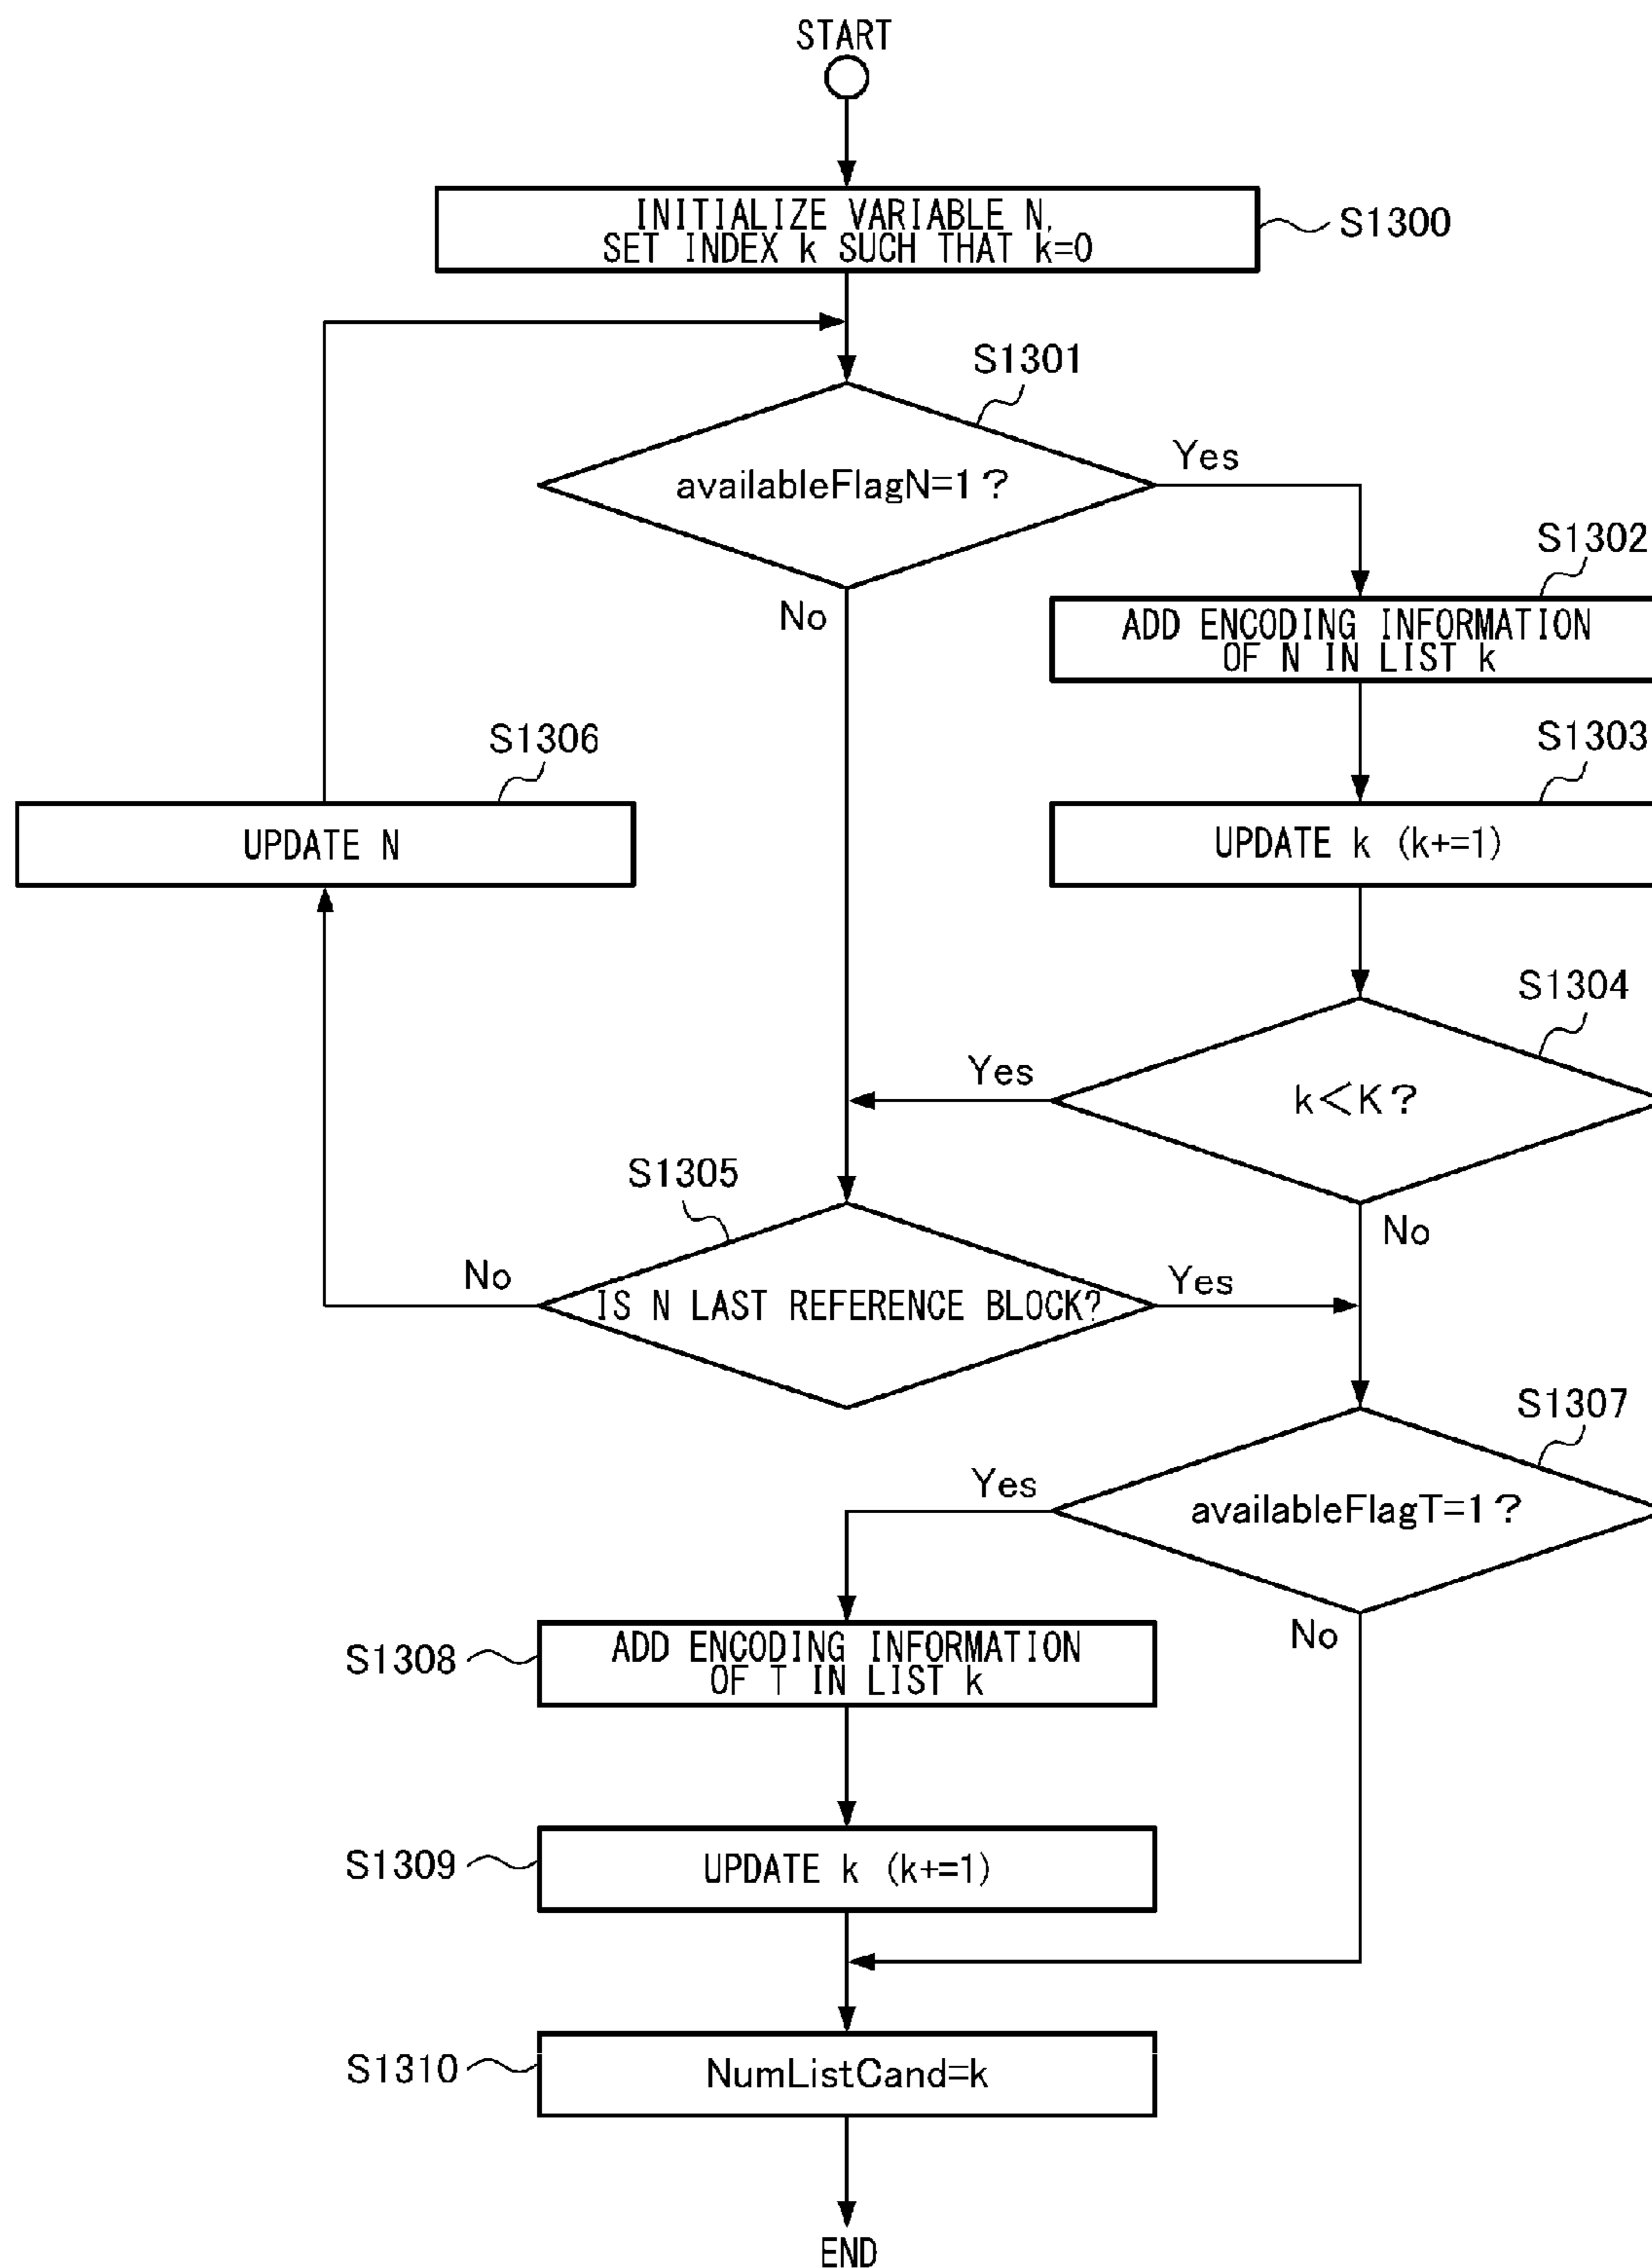 START
INITIALIZE VARIABLE N,
SET INDEX k SUCH THAT k=0
S1300
S1301
availableFlagN=1?
Yes
No
S1302
ADD ENCODING INFORMATION
OF N IN LIST k
S1303
UPDATE k (k+=1)
S1306
UPDATE N
S1304
k<K?
Yes
No
S1305
IS N LAST REFERENCE BLOCK?
No
Yes
S1307
availableFlagT=1?
Yes
No
S1308
ADD ENCODING INFORMATION
OF T IN LIST k
S1309
UPDATE k (k+=1)
S1310
NumListCand=k
END